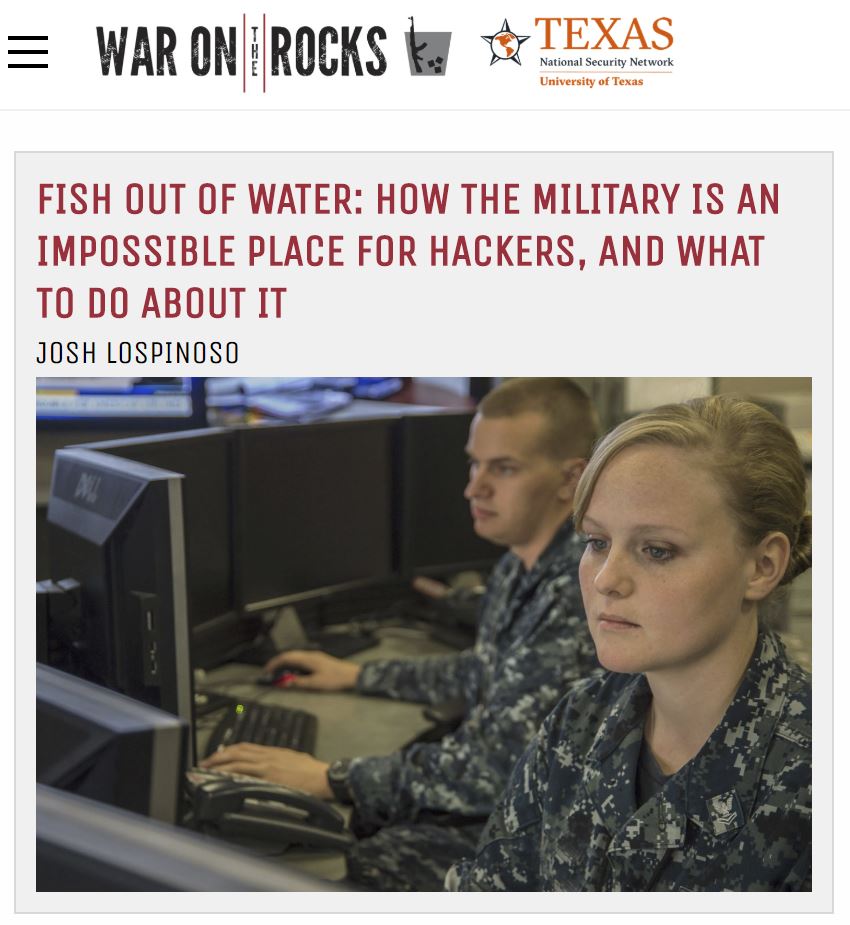 WAR ON THE ROCKS
TEXAS
National Security Network
University of Texas
FISH OUT OF WATER: HOW THE MILITARY IS AN
IMPOSSIBLE PLACE FOR HACKERS, AND WHAT
TO DO ABOUT IT
JOSH LOSPINOSO
DELL